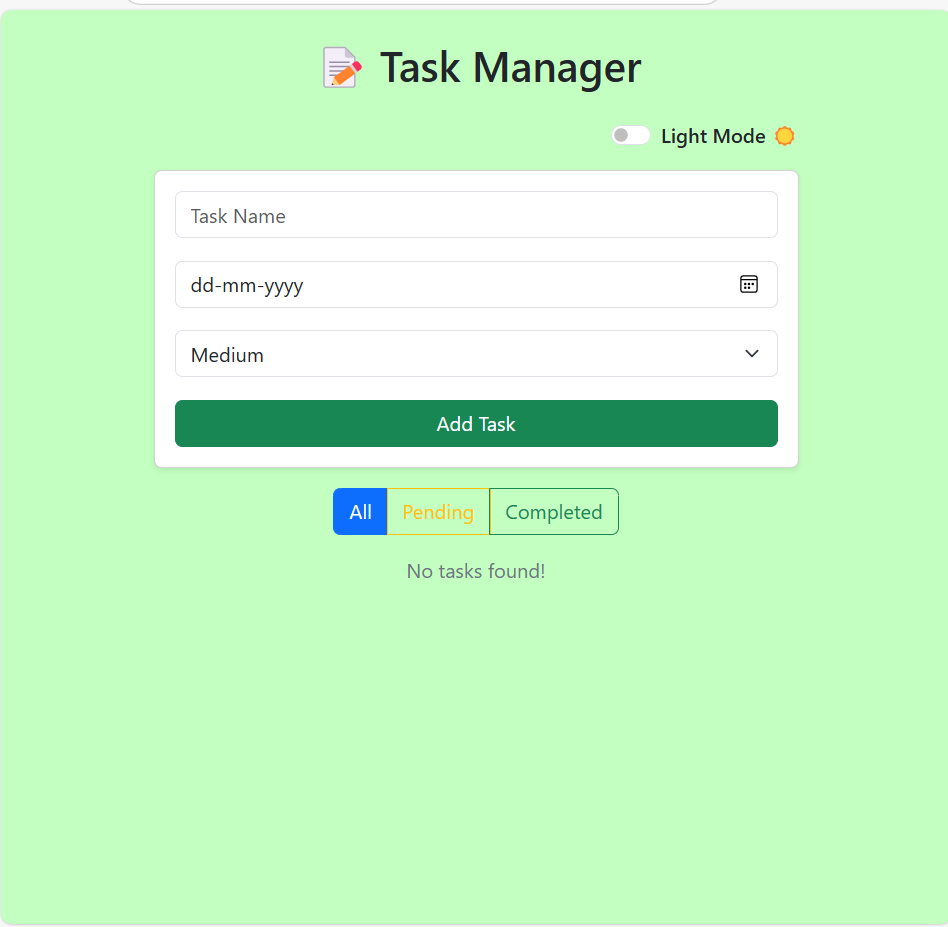 Task Manager
Light Mode
Task Name
dd-mm-yyyy
Medium
Add Task
All Pending Completed
No tasks found!